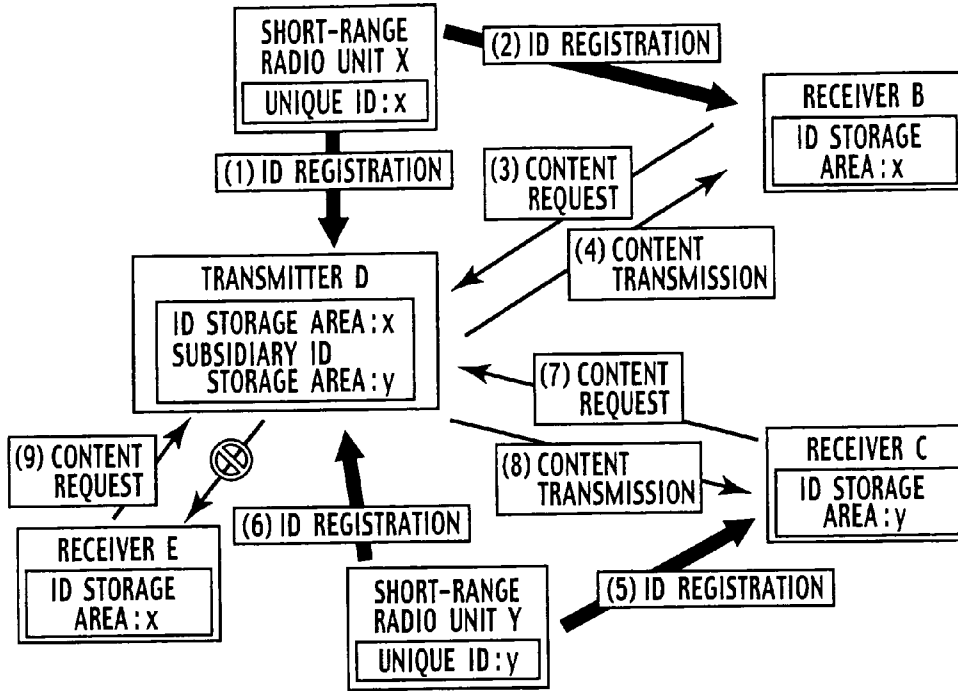 SHORT-RANGE
RADIO UNIT X
UNIQUE ID:x
(2) ID REGISTRATION
RECEIVER B
ID STORAGE
AREA:x
(1) ID REGISTRATION
(3) CONTENT
REQUEST
(4) CONTENT
TRANSMISSION
TRANSMITTER D
ID STORAGE AREA:x
SUBSIDIARY ID
STORAGE AREA:y
(7) CONTENT
REQUEST
(9) CONTENT
REQUEST
(8) CONTENT
TRANSMISSION
RECEIVER C
ID STORAGE
AREA:y
(6) ID REGISTRATION
RECEIVER E
ID STORAGE
AREA:x
SHORT-RANGE
RADIO UNIT Y
UNIQUE ID:y
(5) ID REGISTRATION